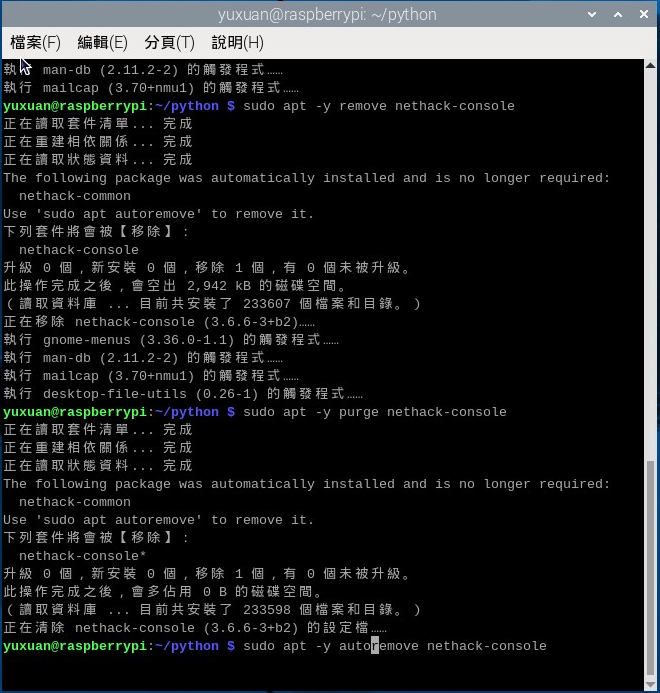 yuxuan@raspberrypi: ~/python
檔案(F) 編輯(E) 分頁(T) 說明(H)
執行 man-db (2.11.2-2) 的觸發程式……
執行 mailcap (3.70+nmu1) 的觸發程式……
yuxuan@raspberrypi:~/python $ sudo apt -y remove nethack-console
正在讀取套件清單... 完成
正在重建相依關係... 完成
正在讀取狀態資料... 完成
The following package was automatically installed and is no longer required:
  nethack-common
Use 'sudo apt autoremove' to remove it.
下列套件將會被【移除】：
  nethack-console
升級 0 個，新安裝 0 個，移除 1 個，有 0 個未被升級。
此操作完成之後，會空出 2,942 kB 的磁碟空間。
（讀取資料庫 ... 目前共安裝了 233607 個檔案和目錄。）
正在移除 nethack-console (3.6.6-3+b2)……
執行 gnome-menus (3.36.0-1.1) 的觸發程式……
執行 man-db (2.11.2-2) 的觸發程式……
執行 mailcap (3.70+nmu1) 的觸發程式……
執行 desktop-file-utils (0.26-1) 的觸發程式……
yuxuan@raspberrypi:~/python $ sudo apt -y purge nethack-console
正在讀取套件清單... 完成
正在重建相依關係... 完成
正在讀取狀態資料... 完成
The following package was automatically installed and is no longer required:
  nethack-common
Use 'sudo apt autoremove' to remove it.
下列套件將會被【移除】：
  nethack-console*
升級 0 個，新安裝 0 個，移除 1 個，有 0 個未被升級。
此操作完成之後，會多佔用 0 B 的磁碟空間。
（讀取資料庫 ... 目前共安裝了 233598 個檔案和目錄。）
正在清除 nethack-console (3.6.6-3+b2) 的設定檔……
yuxuan@raspberrypi:~/python $ sudo apt -y autoremove nethack-console